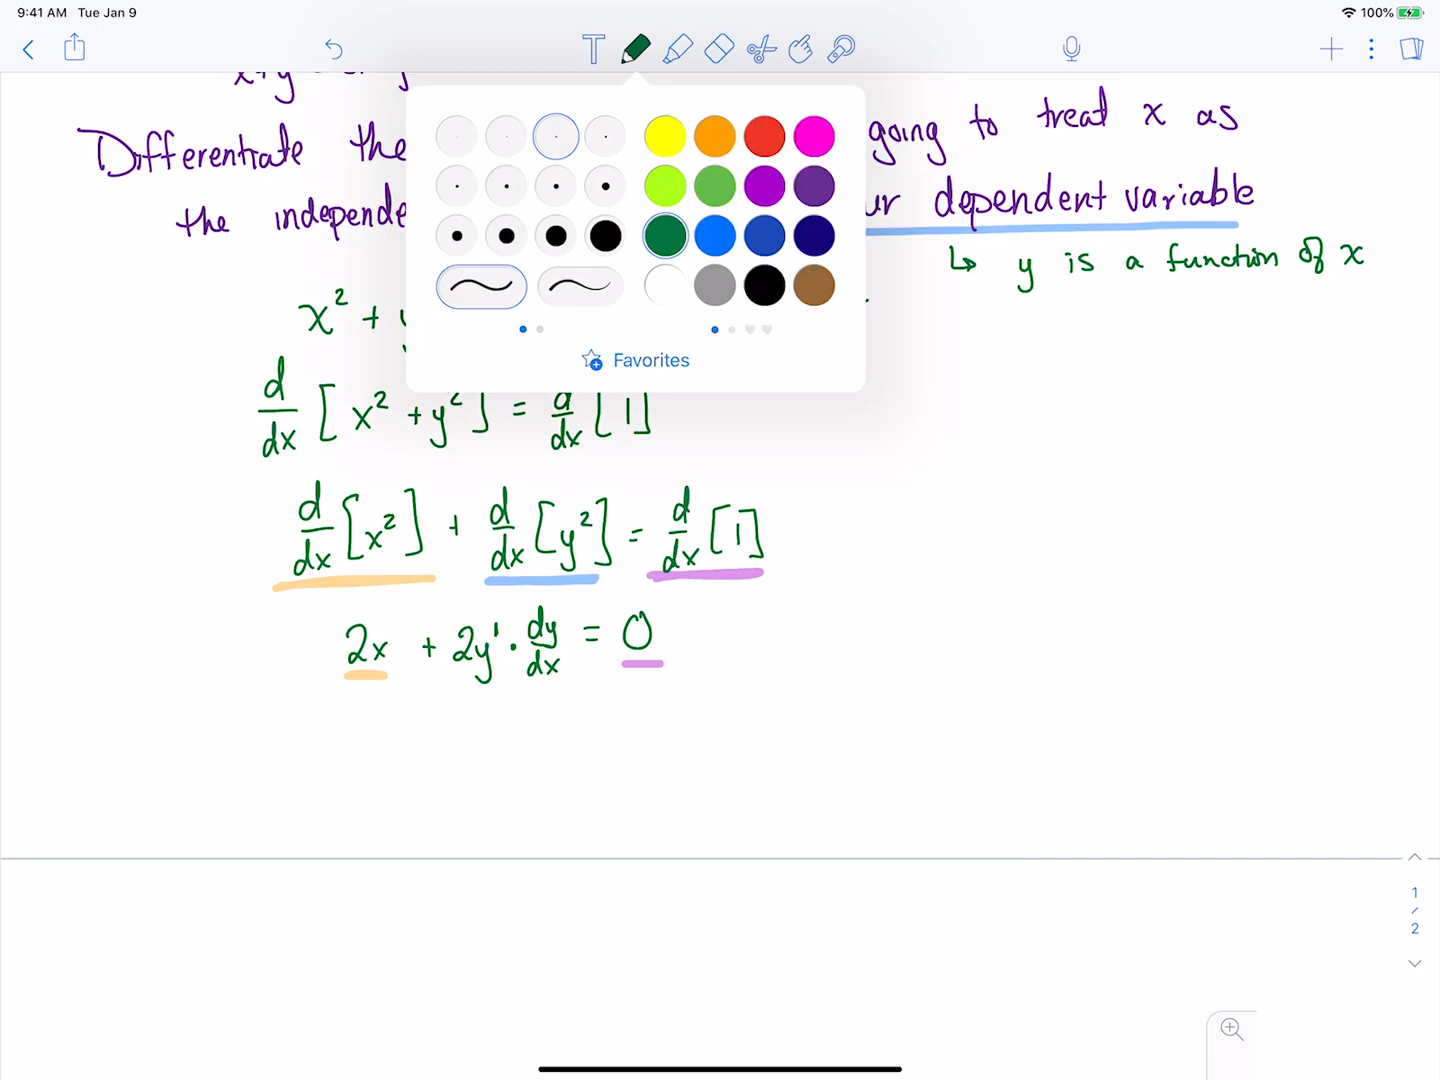 9:41 AM Tue Jan 9
100%
Differentiate the going to treat x as
the dependent variable
↳ y is a function of x
x² +
Favorites
d/dx [x² + y²] = d/dx [1]
d/dx [x²] + d/dx [y²] = d/dx [1]
2x + 2y¹ · dy/dx = 0
1
/
2